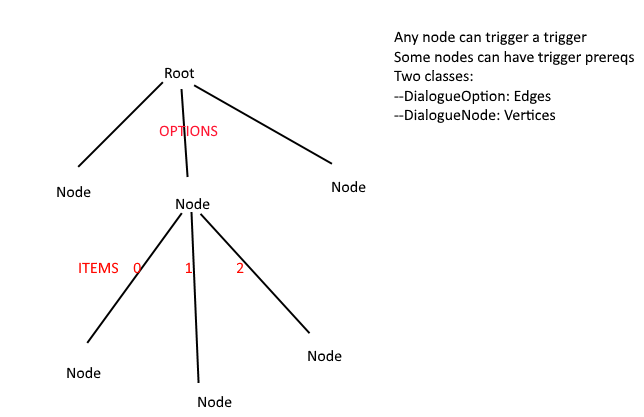 Any node can trigger a trigger
Some nodes can have trigger prereqs
Two classes:
--DialogueOption: Edges
--DialogueNode: Vertices
Root
OPTIONS
Node
Node
Node
ITEMS 0 1 2
Node
Node
Node